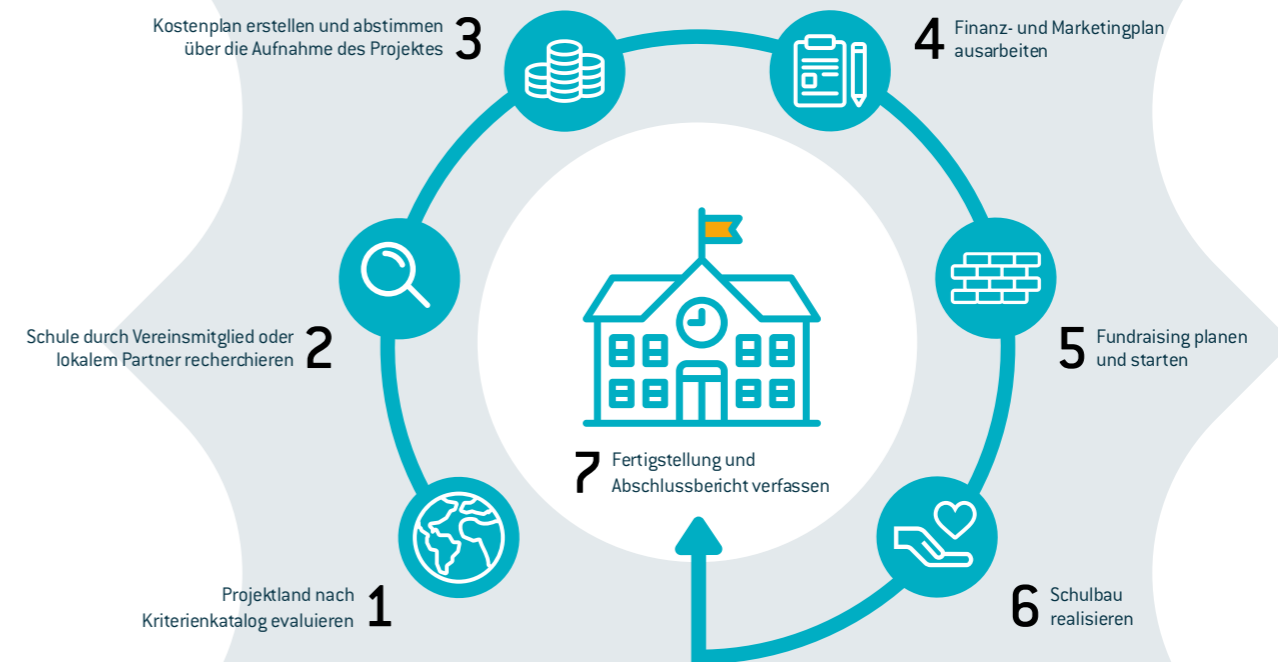 1 Projektland nach
Kriterienkatalog evaluieren
2 Schule durch Vereinsmitglied oder
lokalem Partner recherchieren
3 Kostenplan erstellen und abstimmen
über die Aufnahme des Projektes
4 Finanz- und Marketingplan
ausarbeiten
5 Fundraising planen
und starten
6 Schulbau
realisieren
7 Fertigstellung und
Abschlussbericht verfassen